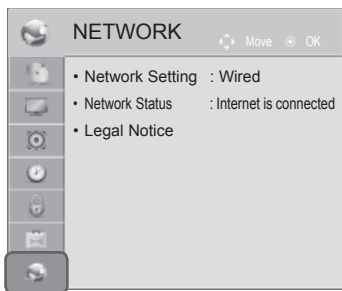 NETWORK Move OK
• Network Setting : Wired
• Network Status : Internet is connected
• Legal Notice